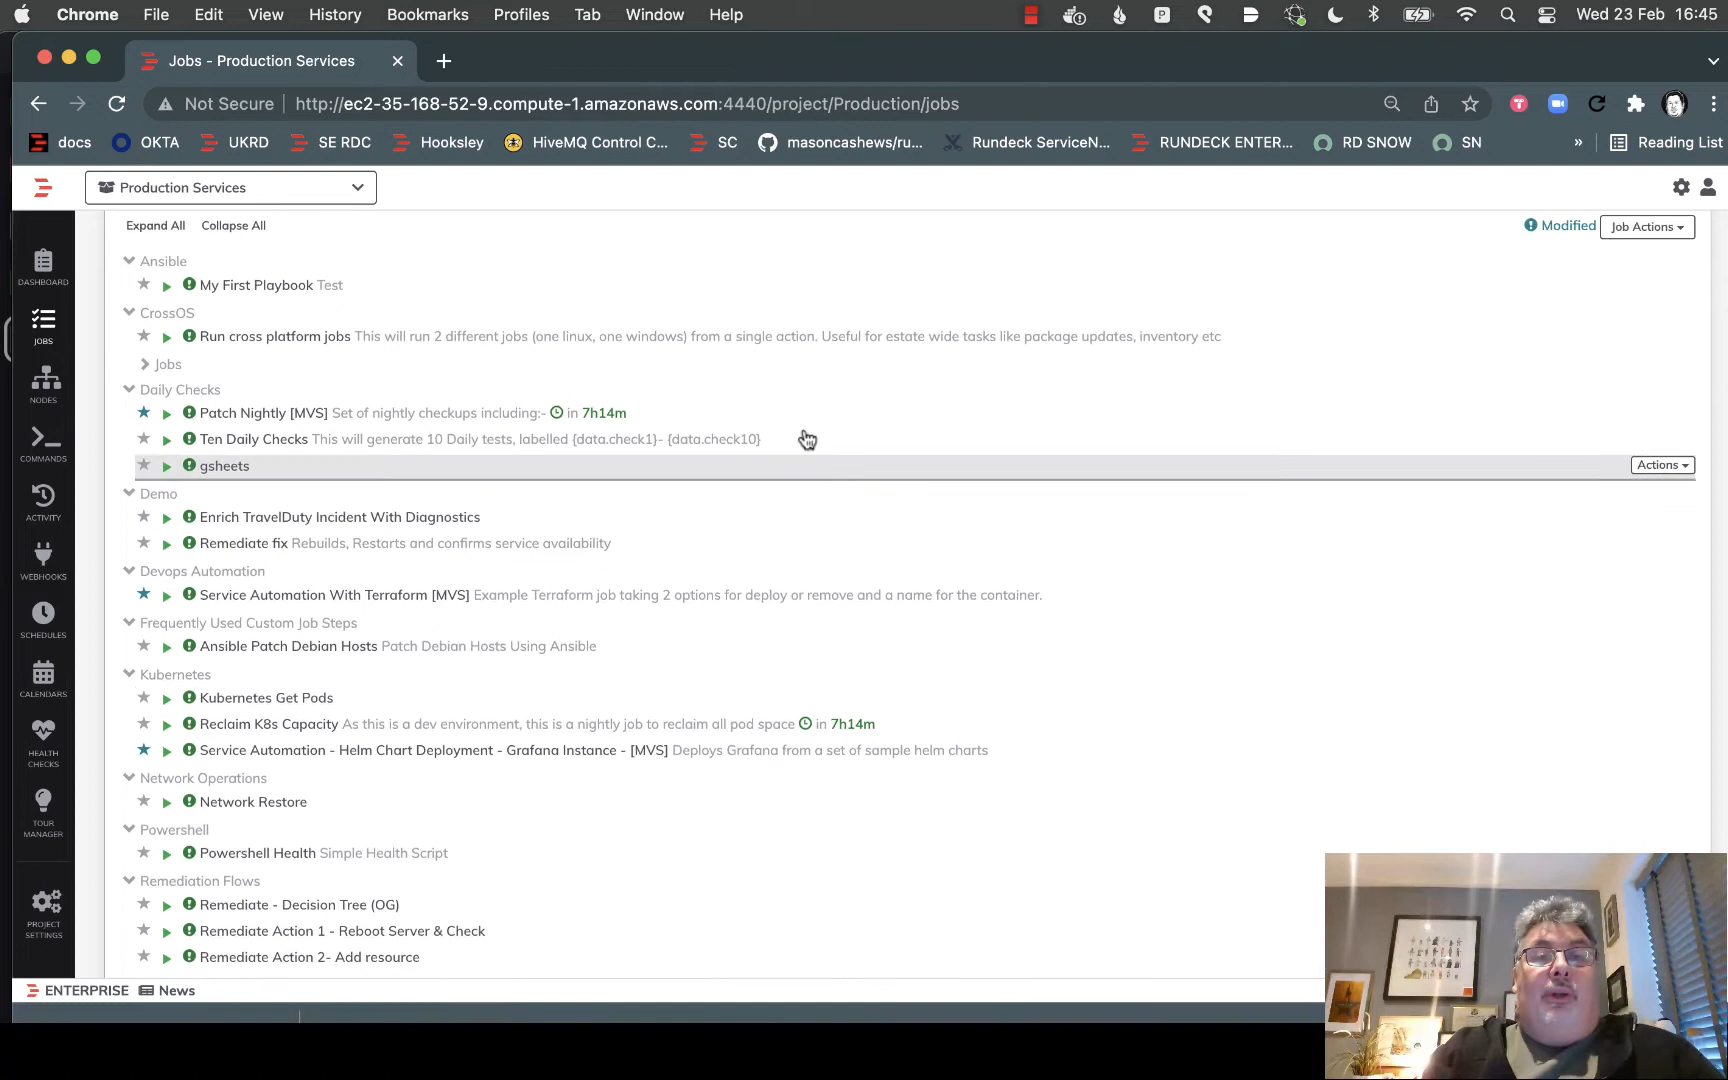 Chrome File Edit View History Bookmarks Profiles Tab Window Help Wed 23 Feb 16:45
Jobs - Production Services
Not Secure http://ec2-35-168-52-9.compute-1.amazonaws.com:4440/project/Production/jobs
docs OKTA UKRD SE RDC Hooksley HiveMQ Control C... SC masoncashews/ru... Rundeck ServiceN... RUNDECK ENTER... RD SNOW SN » Reading List
Production Services
Expand All Collapse All Modified Job Actions
Ansible
My First Playbook Test
CrossOS
Run cross platform jobs This will run 2 different jobs (one linux, one windows) from a single action. Useful for estate wide tasks like package updates, inventory etc
Jobs
Daily Checks
Patch Nightly [MVS] Set of nightly checkups including:- in 7h14m
Ten Daily Checks This will generate 10 Daily tests, labelled {data.check1}- {data.check10}
gsheets Actions
Demo
Enrich TravelDuty Incident With Diagnostics
Remediate fix Rebuilds, Restarts and confirms service availability
Devops Automation
Service Automation With Terraform [MVS] Example Terraform job taking 2 options for deploy or remove and a name for the container.
Frequently Used Custom Job Steps
Ansible Patch Debian Hosts Patch Debian Hosts Using Ansible
Kubernetes
Kubernetes Get Pods
Reclaim K8s Capacity As this is a dev environment, this is a nightly job to reclaim all pod space in 7h14m
Service Automation - Helm Chart Deployment - Grafana Instance - [MVS] Deploys Grafana from a set of sample helm charts
Network Operations
Network Restore
Powershell
Powershell Health Simple Health Script
Remediation Flows
Remediate - Decision Tree (OG)
Remediate Action 1 - Reboot Server & Check
Remediate Action 2- Add resource
DASHBOARD
JOBS
NODES
COMMANDS
ACTIVITY
WEBHOOKS
SCHEDULES
CALENDARS
HEALTH
CHECKS
TOUR
MANAGER
PROJECT
SETTINGS
ENTERPRISE News